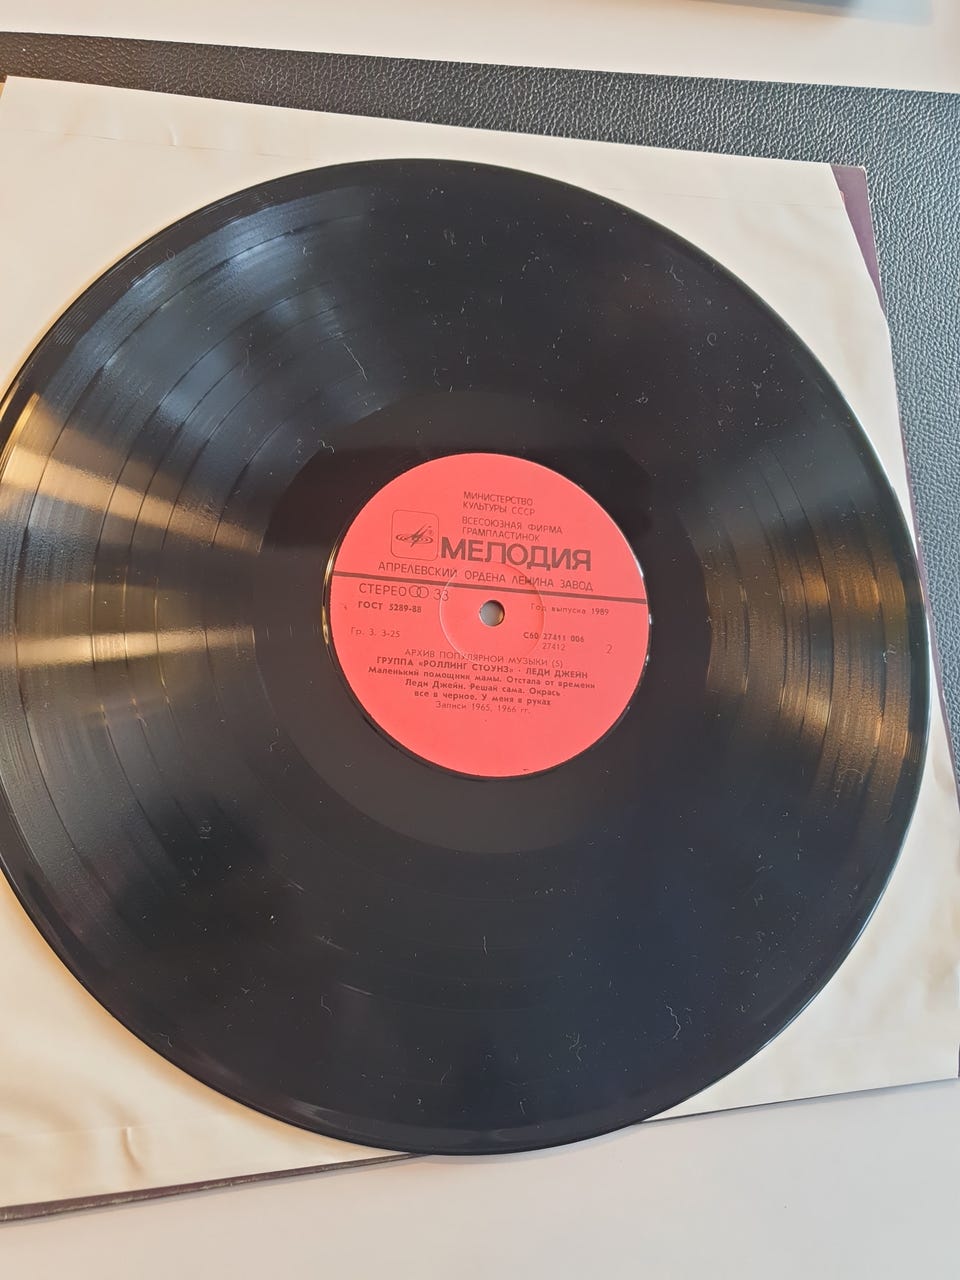 МИНИСТЕРСТВО
КУЛЬТУРЫ СССР
ВСЕСОЮЗНАЯ ФИРМА
ГРАМПЛАСТИНОК
МЕЛОДИЯ
АПРЕЛЕВСКИЙ ОРДЕНА ЛЕНИНА ЗАВОД
СТЕРЕО 33
Год выпуска 1989
ГОСТ 5289-88
Гр. 3. 3-25
С60 27411 006
27412
2
АРХИВ ПОПУЛЯРНОЙ МУЗЫКИ (5)
ГРУППА «РОЛЛИНГ СТОУНЗ» · ЛЕДИ ДЖЕЙН
Маленький помощник мамы. Отстала от времени
Леди Джейн. Решай сама. Окрась
все в черное. У меня в руках
Записи 1965, 1966 гг.